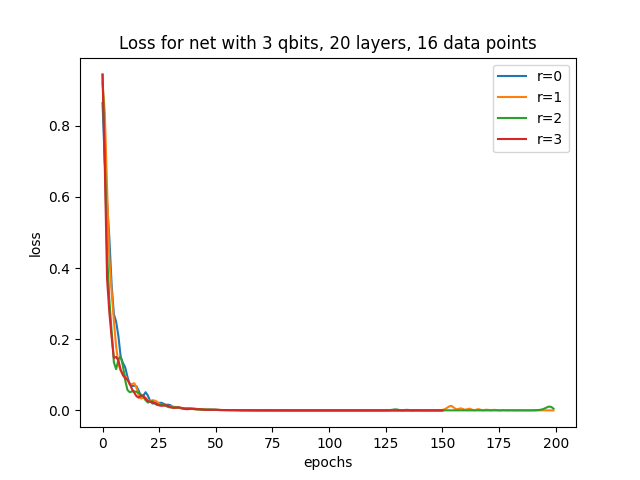 Loss for net with 3 qbits, 20 layers, 16 data points
r=0
r=1
r=2
r=3
loss
0.8
0.6
0.4
0.2
0.0
0 25 50 75 100 125 150 175 200
epochs